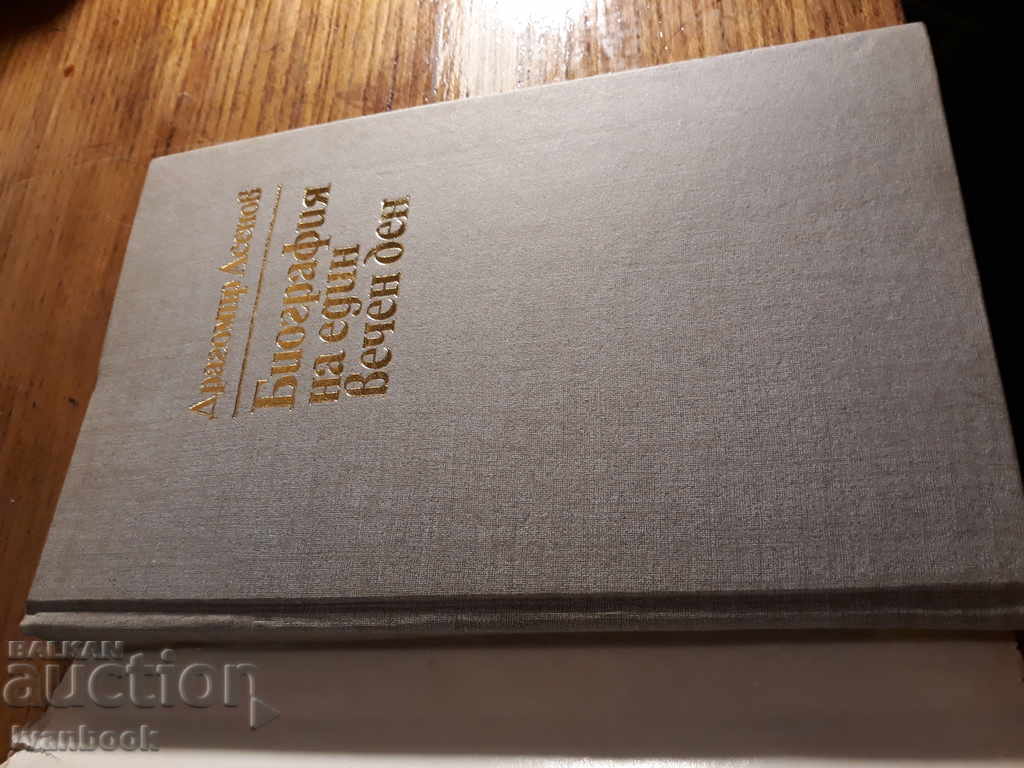 Драгомир Асенов
Биография
на един
Вечен ден
BALKAN
auction
Ivanbook